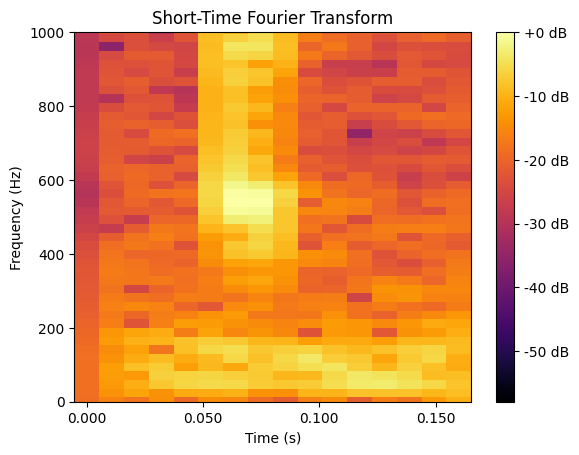 Short-Time Fourier Transform
1000
800
600
400
200
0
Frequency (Hz)
0.000
0.050
0.100
0.150
Time (s)
+0 dB
-10 dB
-20 dB
-30 dB
-40 dB
-50 dB